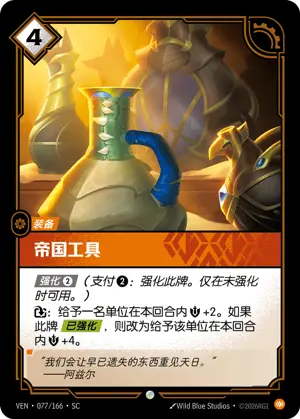 4
装备
帝国工具
强化 2 （支付 2：强化此牌。仅在未强化
时可用。）
：给予一名单位在本回合内 +2。如果
此牌 已强化 ，则改为给予该单位在本回合
内 +4。
“我们会让早已遗失的东西重见天日。”
——阿兹尔
VEN • 077/166 • SC
Wild Blue Studios • ©2026RGI